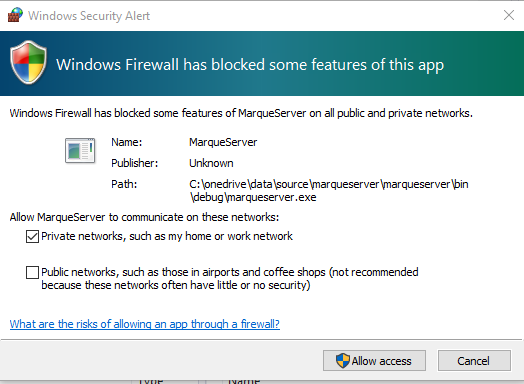 Windows Security Alert
Windows Firewall has blocked some features of this app
Windows Firewall has blocked some features of MarqueServer on all public and private networks.
Name: MarqueServer
Publisher: Unknown
Path: C:\onedrive\data\source\marqueserver\marqueserver\bin
\debug\marqueserver.exe
Allow MarqueServer to communicate on these networks:
Private networks, such as my home or work network
Public networks, such as those in airports and coffee shops (not recommended
because these networks often have little or no security)
What are the risks of allowing an app through a firewall?
Allow access Cancel